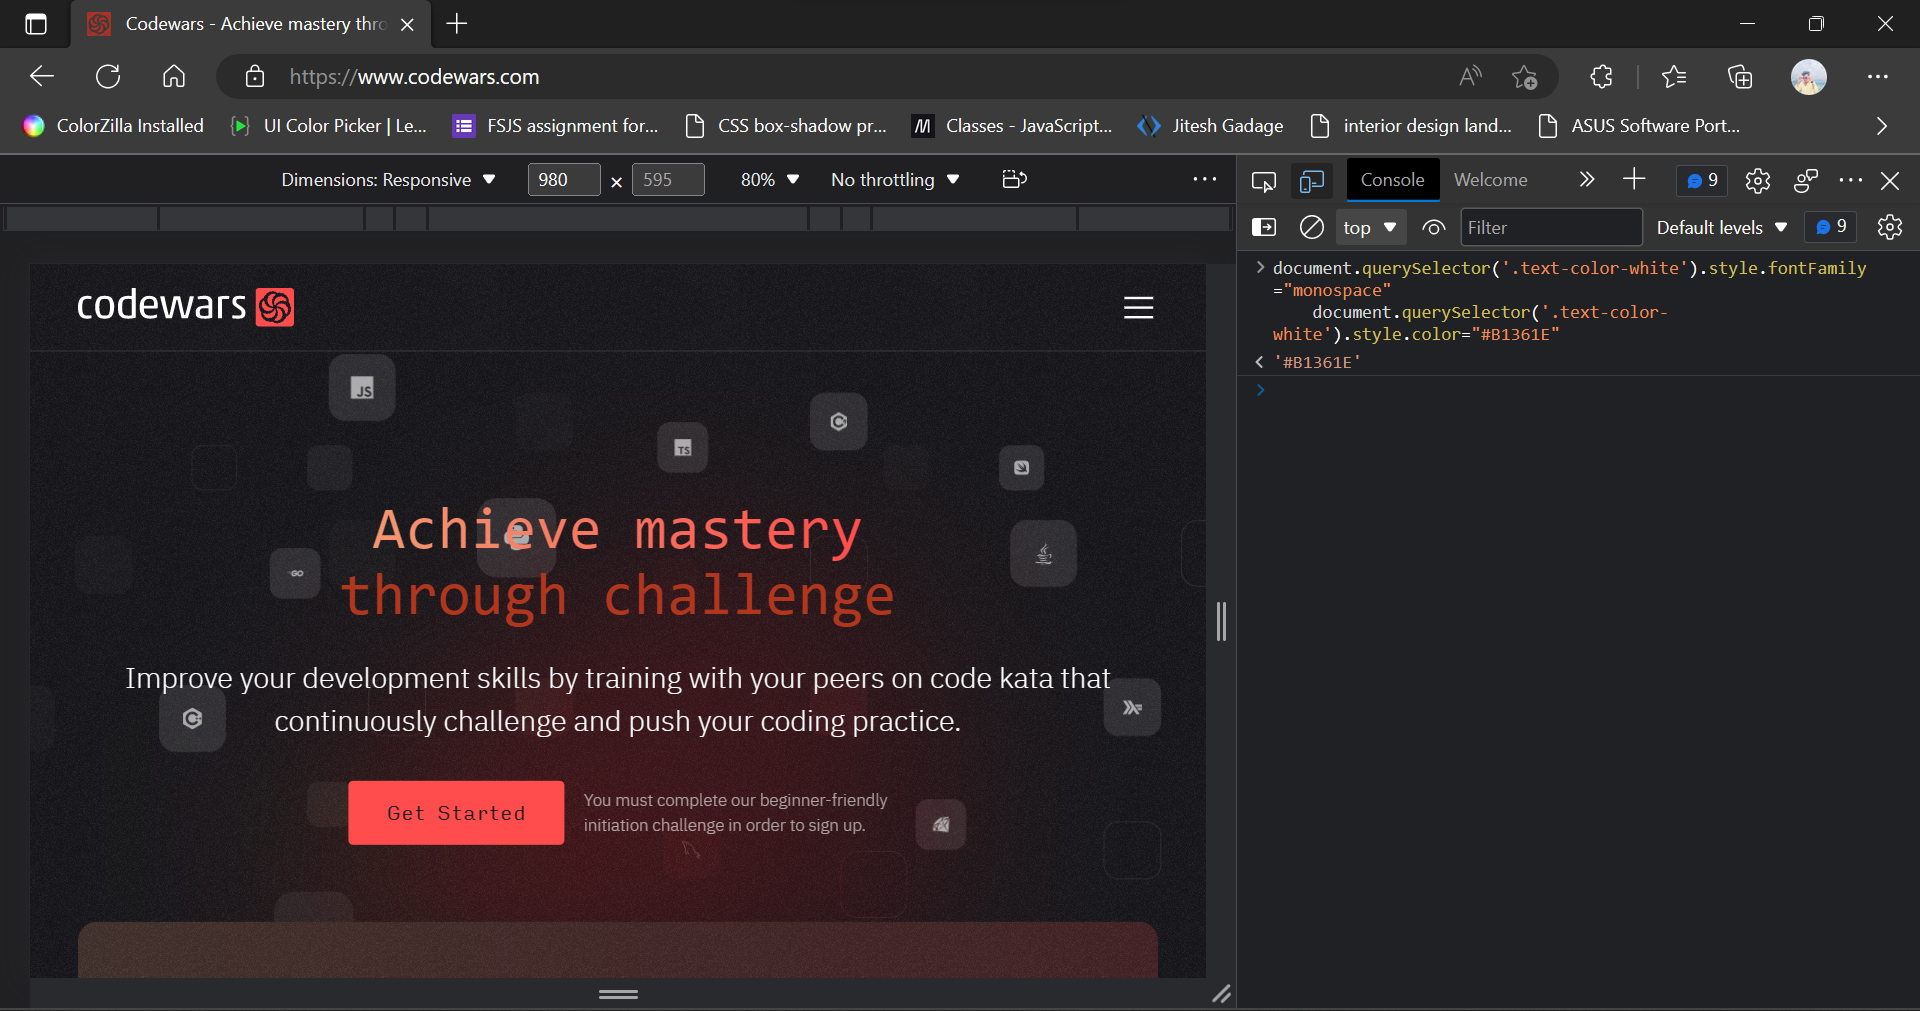 Codewars - Achieve mastery thro
https://www.codewars.com
ColorZilla Installed
UI Color Picker | Le...
FSJS assignment for...
CSS box-shadow pr...
Classes - JavaScript...
Jitesh Gadage
interior design land...
ASUS Software Port...
Dimensions: Responsive
980 × 595
80%
No throttling
Console
Welcome
9
top
Filter
Default levels
9
document.querySelector('.text-color-white').style.fontFamily
="monospace"
document.querySelector('.text-color-
white').style.color="#B1361E"
'#B1361E'
codewars
JS
TS
GO
Achieve mastery
through challenge
Improve your development skills by training with your peers on code kata that
continuously challenge and push your coding practice.
Get Started
You must complete our beginner-friendly
initiation challenge in order to sign up.